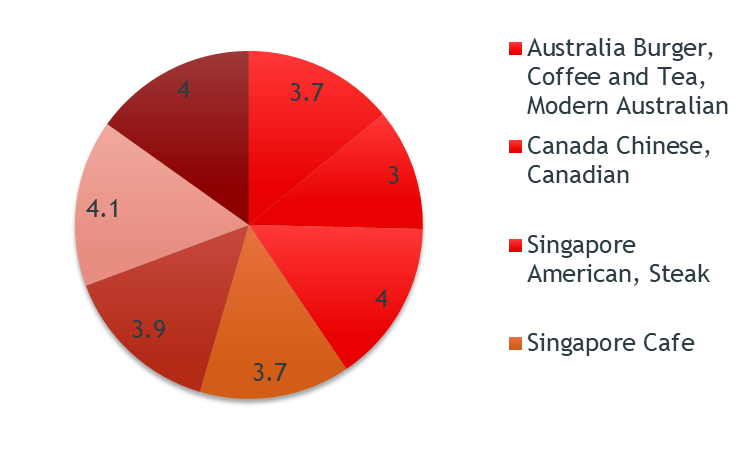 4
3.7
3
4.1
4
3.9
3.7
Australia Burger,
Coffee and Tea,
Modern Australian
Canada Chinese,
Canadian
Singapore
American, Steak
Singapore Cafe